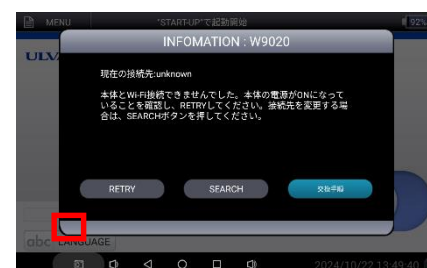 MENU
"START-UP"で起動開始
92%
INFOMATION : W9020
ULV
現在の接続先:unknown
本体とWi-Fi接続できませんでした。本体の電源がONになって
いることを確認し、RETRYしてください。接続先を変更する場
合は、SEARCHボタンを押してください。
RETRY
SEARCH
交換手順
abc LANGUAGE
2024/10/22 13:49:40